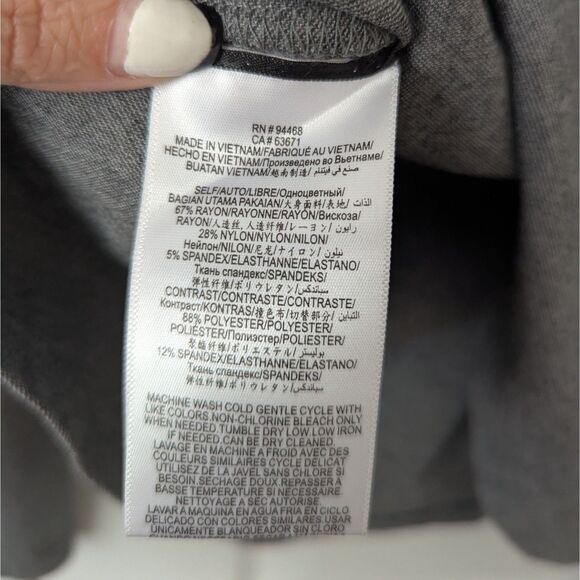 RN # 94468
CA # 63671
MADE IN VIETNAM/FABRIQUÉ AU VIETNAM/
HECHO EN VIETNAM/Произведено во Вьетнаме/
BUATAN VIETNAM/越南制造/ صنع في فيتنام
SELF/AUTO/LIBRE/Одноцветный/
BAGIAN UTAMA PAKAIAN/大身面料/表地/ الذات
67% RAYON/RAYONNE/RAYÓN/Вискоза/
RAYON/人造丝,人造纤维/レーヨン/ رايون
28% NYLON/NYLON/NILON/
Нейлон/NILON/尼龙/ナイロン/ نيلون
5% SPANDEX/ELASTHANNE/ELASTANO/
Ткань спандекс/SPANDEKS/
弹性纤维/ポリウレタン/ سباندكس
CONTRAST/CONTRASTE/CONTRASTE/
Контраст/KONTRAS/撞色布/切替部分/ التباين
88% POLYESTER/POLYESTER/
POLIÉSTER/Полиэстер/POLIESTER/
聚酯纤维/ポリエステル/ بوليستر
12% SPANDEX/ELASTHANNE/ELASTANO/
Ткань спандекс/SPANDEKS/
弹性纤维/ポリウレタン/ سباندكس
MACHINE WASH COLD GENTLE CYCLE WITH
LIKE COLORS.NON-CHLORINE BLEACH ONLY
WHEN NEEDED.TUMBLE DRY LOW.LOW IRON
IF NEEDED.CAN BE DRY CLEANED.
LAVAGE EN MACHINE A FROID AVEC DES
COULEURS SIMILAIRES CYCLE DELICAT
UTILISEZ DE LA JAVEL SANS CHLORE SI
BESOIN.SÉCHAGE DOUX.REPASSER A
BASSE TEMPERATURE SI NÉCESSAIRE
NETTOYAGE A SEC AUTORISE.
LAVAR A MAQUINA EN AGUA FRIA EN CICLO
DELICADO CON COLORES SIMILARES.USAR
UNICAMENTE BLANQUEADOR SIN CLORO